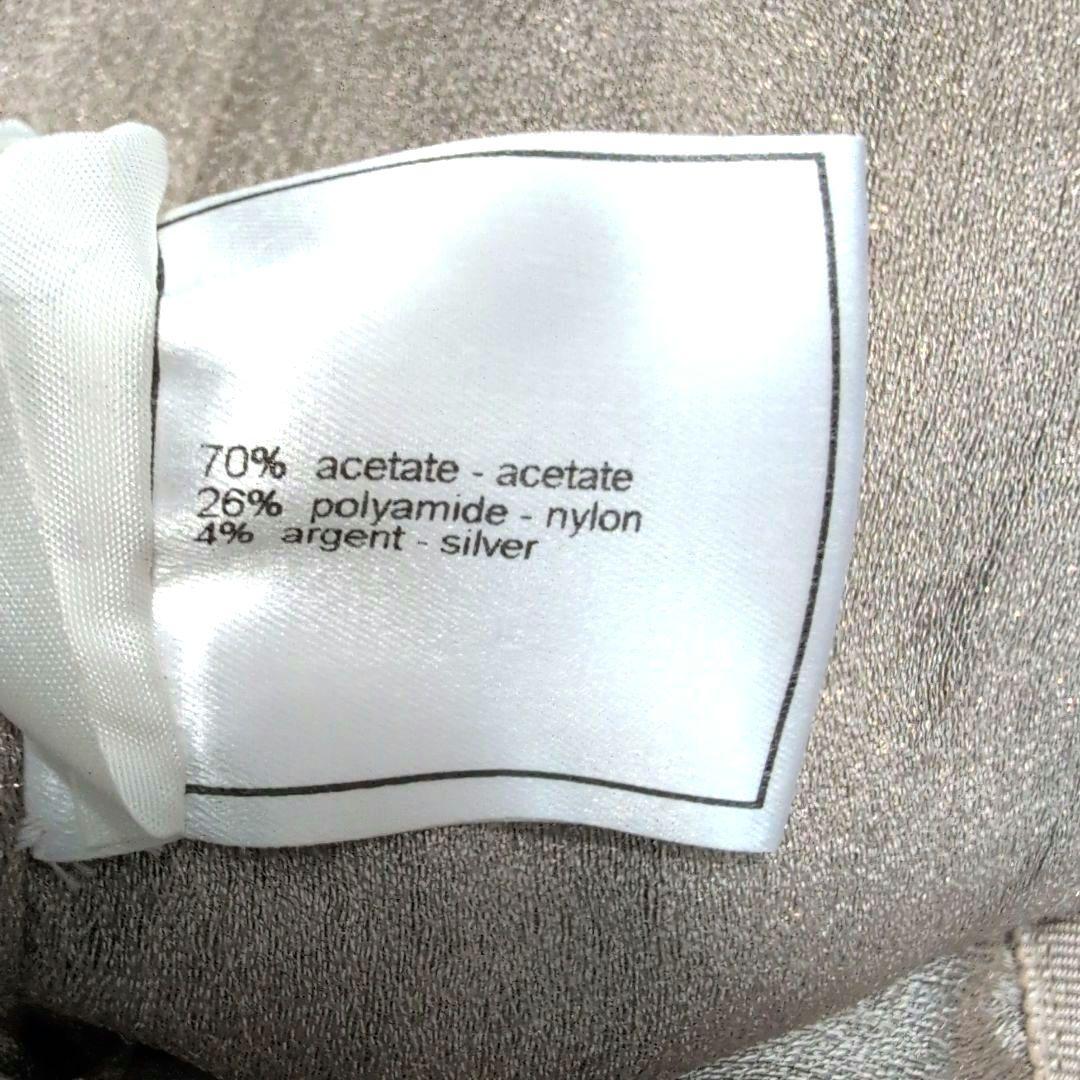 70% acetate - acetate
26% polyamide - nylon
4% argent - silver